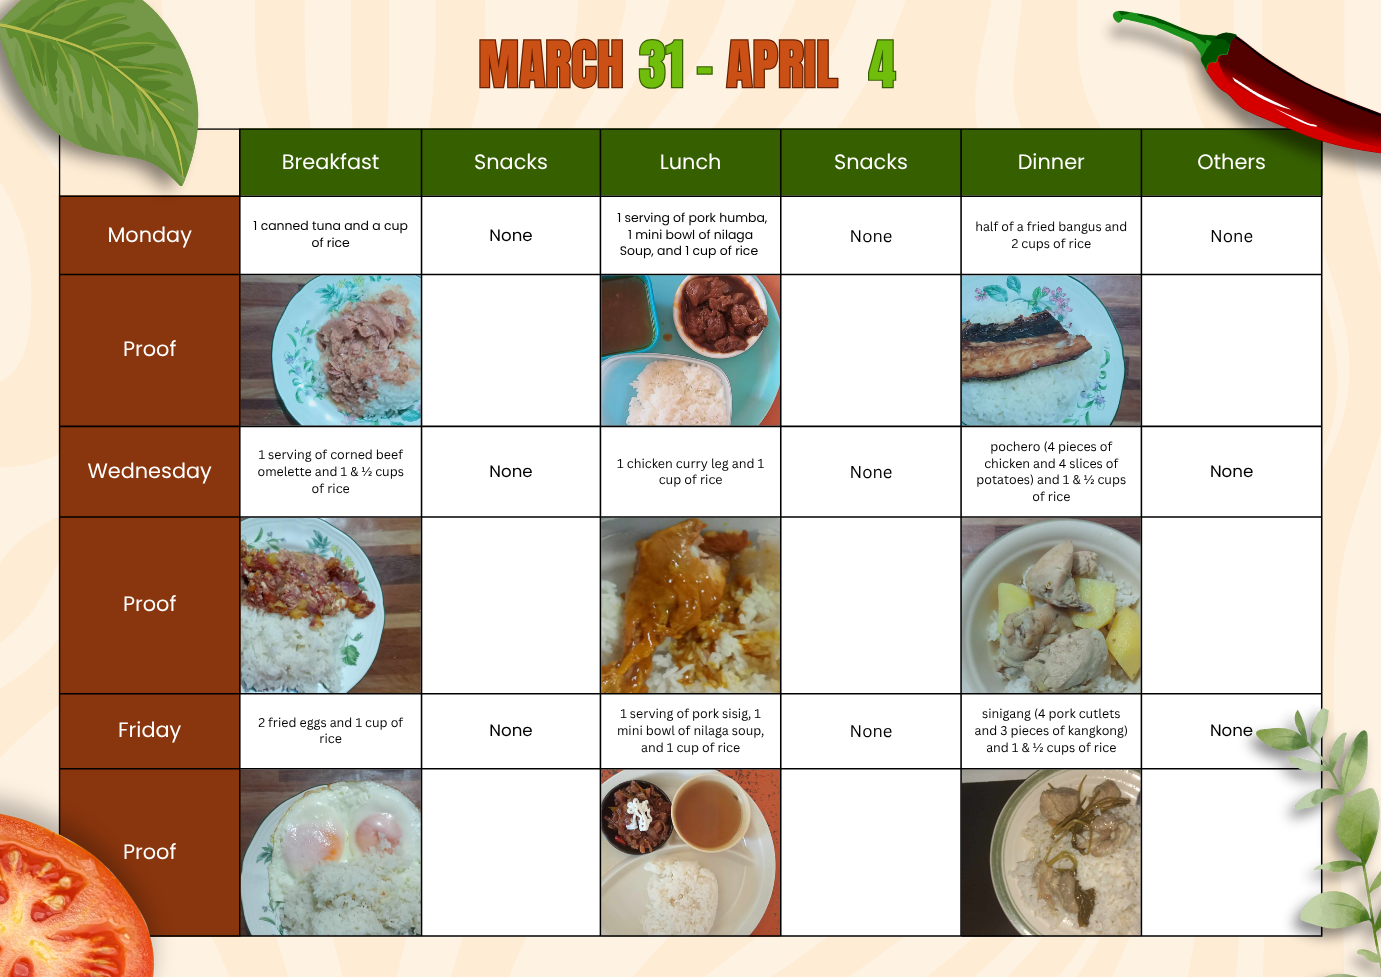 MARCH 31 - APRIL 4
Breakfast
Snacks
Lunch
Snacks
Dinner
Others
Monday
1 canned tuna and a cup
of rice
None
1 serving of pork humba,
1 mini bowl of nilaga
Soup, and 1 cup of rice
None
half of a fried bangus and
2 cups of rice
None
Proof
Wednesday
1 serving of corned beef
omelette and 1 & ½ cups
of rice
None
1 chicken curry leg and 1
cup of rice
None
pochero (4 pieces of
chicken and 4 slices of
potatoes) and 1 & ½ cups
of rice
None
Proof
Friday
2 fried eggs and 1 cup of
rice
None
1 serving of pork sisig, 1
mini bowl of nilaga soup,
and 1 cup of rice
None
sinigang (4 pork cutlets
and 3 pieces of kangkong)
and 1 & ½ cups of rice
None
Proof